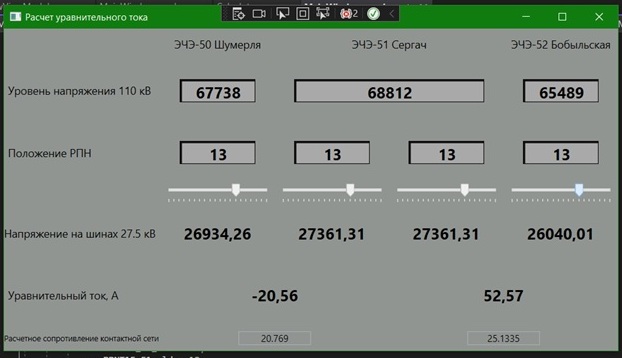 Расчет уравнительного тока
ЭЧЭ-50 Шумерля ЭЧЭ-51 Сергач ЭЧЭ-52 Бобыльская
Уровень напряжения 110 кВ 67738 68812 65489
Положение РПН 13 13 13 13
Напряжение на шинах 27.5 кВ 26934,26 27361,31 27361,31 26040,01
Уравнительный ток, А -20,56 52,57
Расчетное сопротивление контактной сети 20.769 25.1335